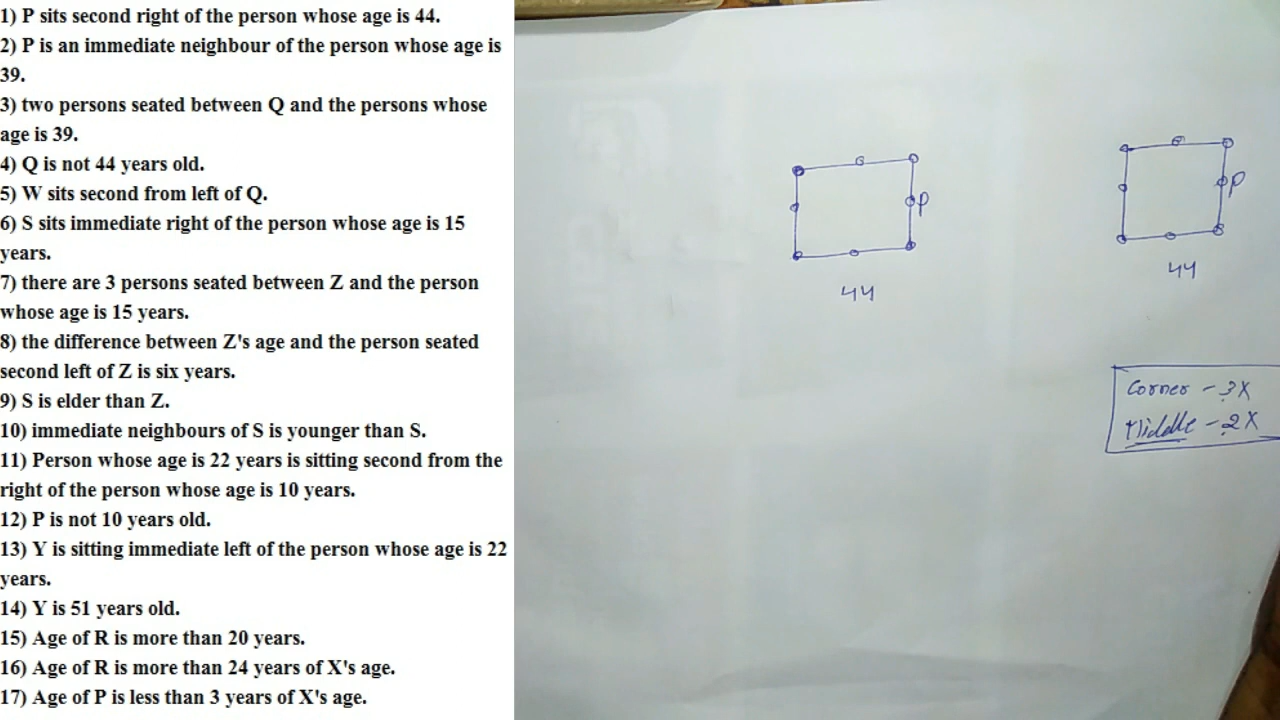 1) P sits second right of the person whose age is 44.
2) P is an immediate neighbour of the person whose age is
39.
3) two persons seated between Q and the persons whose
age is 39.
4) Q is not 44 years old.
5) W sits second from left of Q.
6) S sits immediate right of the person whose age is 15
years.
7) there are 3 persons seated between Z and the person
whose age is 15 years.
8) the difference between Z's age and the person seated
second left of Z is six years.
9) S is elder than Z.
10) immediate neighbours of S is younger than S.
11) Person whose age is 22 years is sitting second from the
right of the person whose age is 10 years.
12) P is not 10 years old.
13) Y is sitting immediate left of the person whose age is 22
years.
14) Y is 51 years old.
15) Age of R is more than 20 years.
16) Age of R is more than 24 years of X's age.
17) Age of P is less than 3 years of X's age.
P
44
P
44
Corner - 3X
Middle - 2X